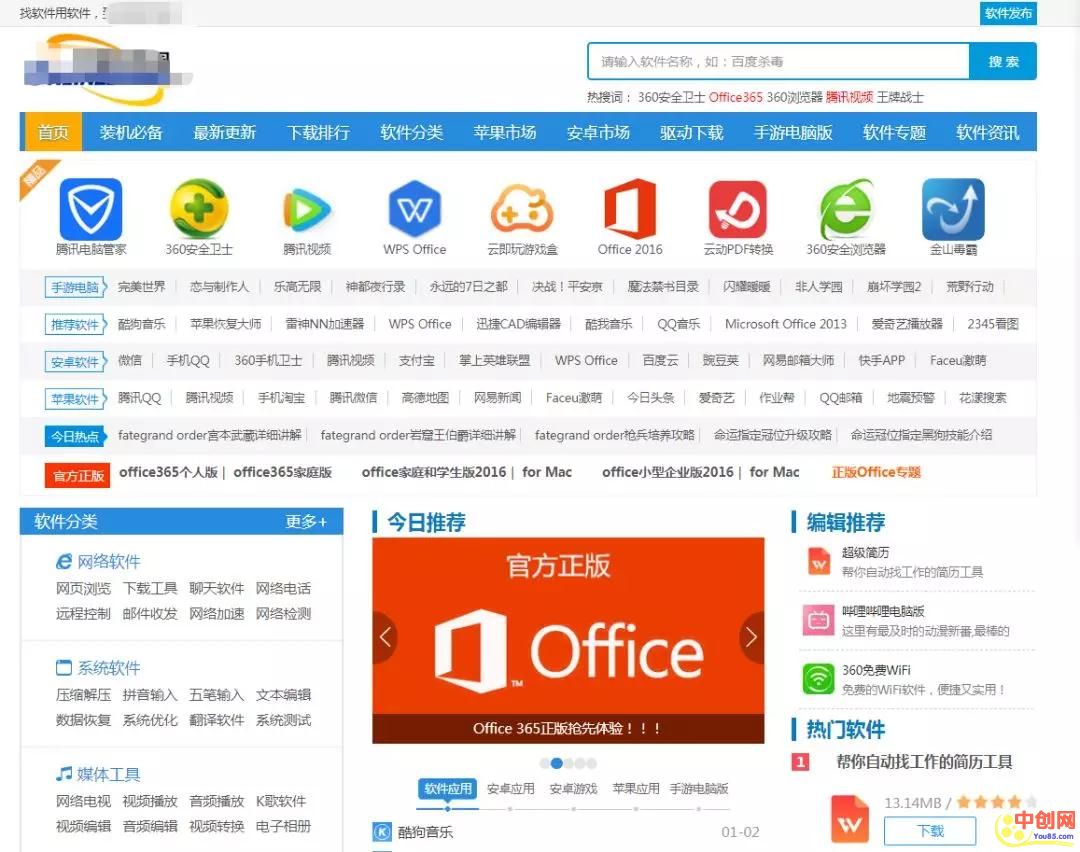 找软件用软件，
软件发布
请输入软件名称，如：百度杀毒
搜 索
热搜词： 360安全卫士 Office365 360浏览器 腾讯视频 王牌战士
首页 装机必备 最新更新 下载排行 软件分类 苹果市场 安卓市场 驱动下载 手游电脑版 软件专题 软件资讯
精品
腾讯电脑管家 360安全卫士 腾讯视频 WPS Office 云即玩游戏盒 Office 2016 云动PDF转换 360安全浏览器 金山毒霸
手游电脑 完美世界 恋与制作人 乐高无限 神都夜行录 永远的7日之都 决战！平安京 魔法禁书目录 闪耀暖暖 非人学园 崩坏学园2 荒野行动
推荐软件 酷狗音乐 苹果恢复大师 雷神NN加速器 WPS Office 迅捷CAD编辑器 酷我音乐 QQ音乐 Microsoft Office 2013 爱奇艺播放器 2345看图
安卓软件 微信 手机QQ 360手机卫士 腾讯视频 支付宝 掌上英雄联盟 WPS Office 百度云 豌豆荚 网易邮箱大师 快手APP Faceu激萌
苹果软件 腾讯QQ 腾讯视频 手机淘宝 腾讯微信 高德地图 网易新闻 Faceu激萌 今日头条 爱奇艺 作业帮 QQ邮箱 地震预警 花漾搜索
今日热点 fategrand order宫本武藏详细讲解 fategrand order岩窟王伯爵详细讲解 fategrand order枪兵培养攻略 命运指定冠位升级攻略 命运冠位指定黑狗技能介绍
官方正版 office365个人版 | office365家庭版 office家庭和学生版2016 | for Mac office小型企业版2016 | for Mac 正版Office专题
软件分类 更多+
网络软件
网页浏览 下载工具 聊天软件 网络电话
远程控制 邮件收发 网络加速 网络检测
系统软件
压缩解压 拼音输入 五笔输入 文本编辑
数据恢复 系统优化 翻译软件 系统测试
媒体工具
网络电视 视频播放 音频播放 K歌软件
视频编辑 音频编辑 视频转换 电子相册
今日推荐
官方正版
Office
TM
Office 365正版抢先体验！！！
软件应用 安卓应用 安卓游戏 苹果应用 手游电脑版
酷狗音乐 01-02
编辑推荐
超级简历
帮你自动找工作的简历工具
哔哩哔哩电脑版
这里有最及时的动漫新番,最棒的
360免费WiFi
免费的WiFi软件，便捷又实用！
热门软件
1 帮你自动找工作的简历工具
13.14MB /
下载
中创网
You85.com